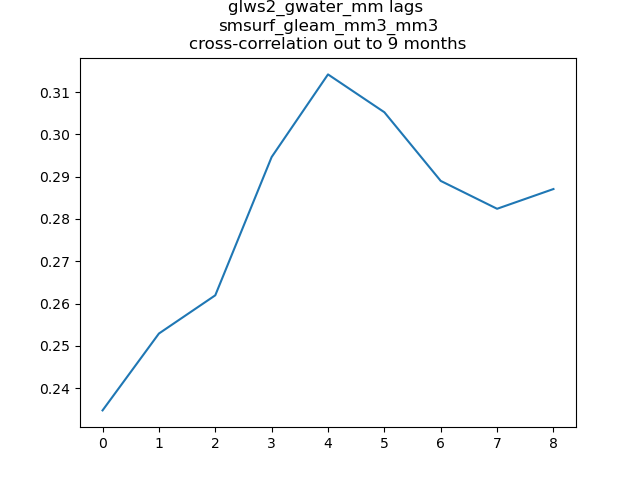 glws2_gwater_mm lags
smsurf_gleam_mm3_mm3
cross-correlation out to 9 months
0.31
0.30
0.29
0.28
0.27
0.26
0.25
0.24
0 1 2 3 4 5 6 7 8